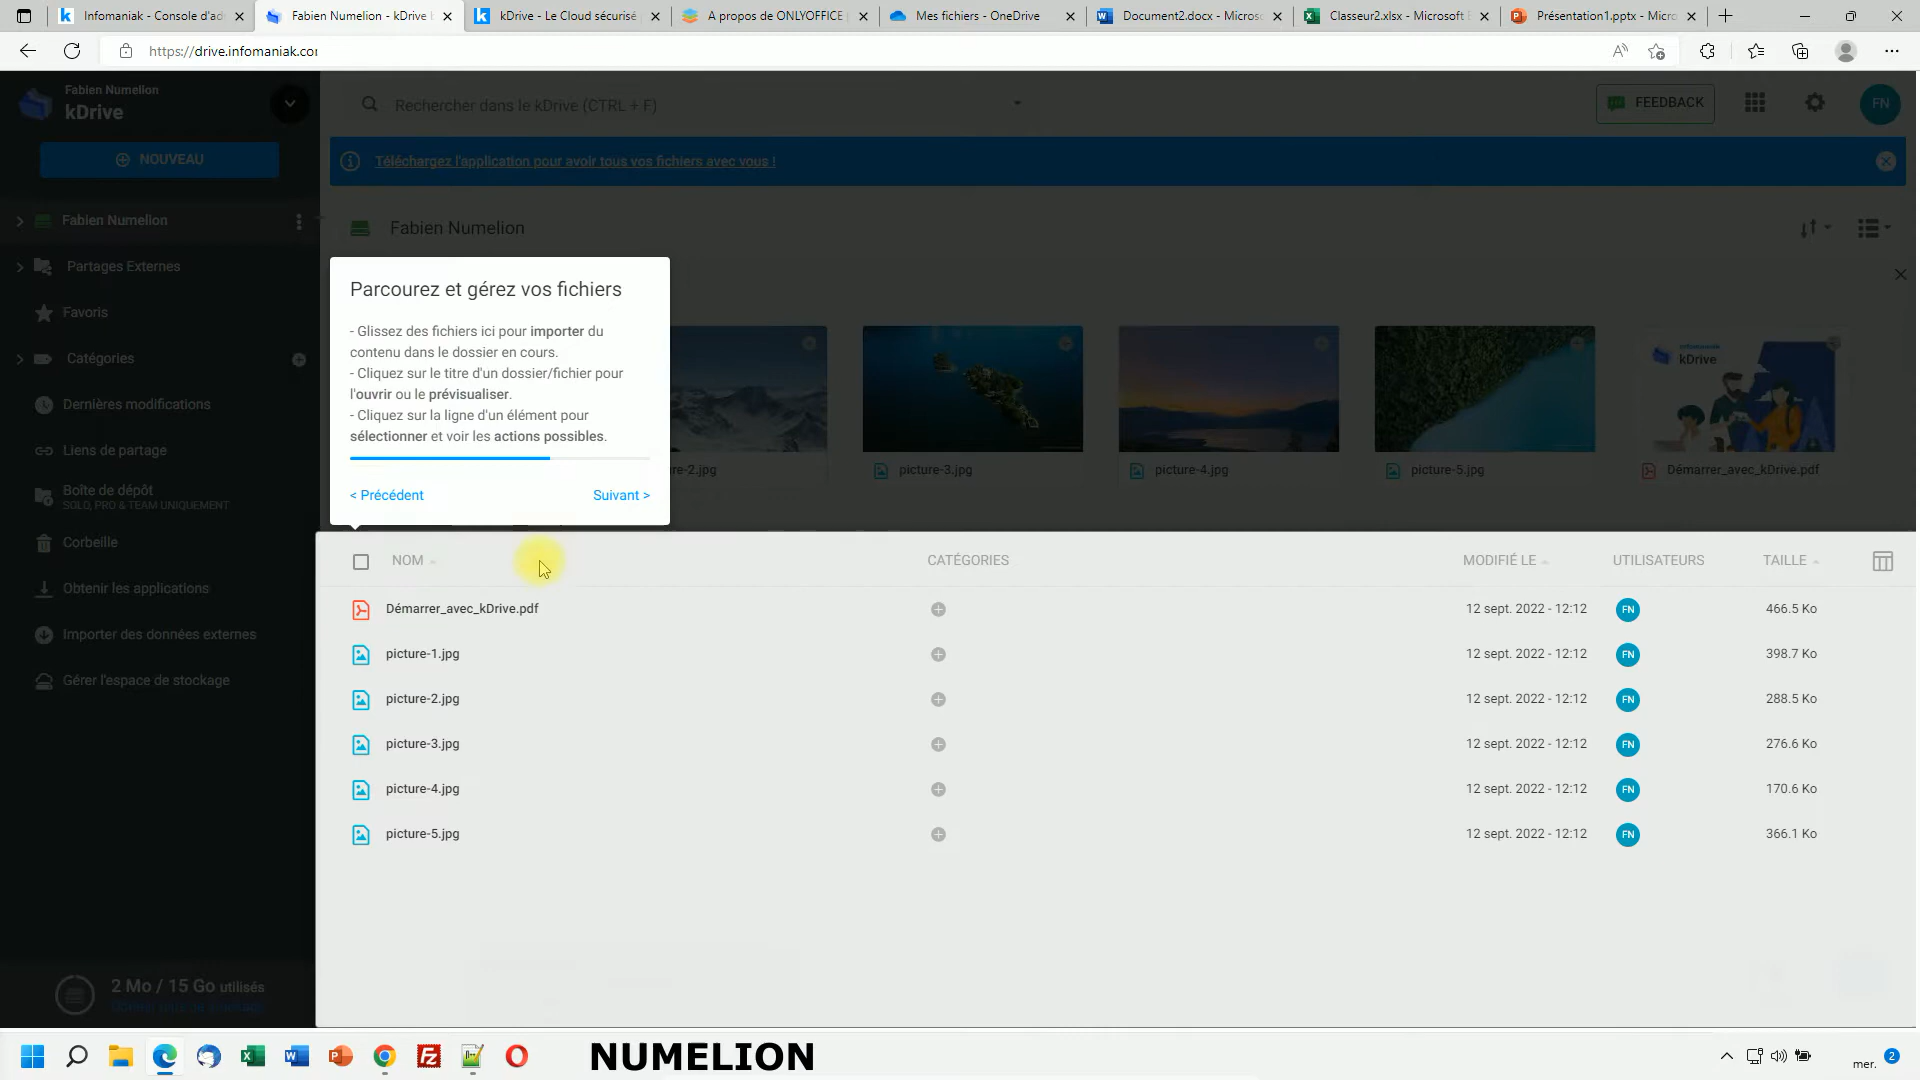 Infomaniak - Console d'ad
Fabien Numelion - kDrive I
kDrive - Le Cloud sécurisé
A propos de ONLYOFFICE
Mes fichiers - OneDrive
Document2.docx - Micros
Classeur2.xlsx - Microsoft E
Présentation1.pptx - Micro
https://drive.infomaniak.com
Fabien Numelion
kDrive
Rechercher dans le kDrive (CTRL + F)
FEEDBACK
FN
NOUVEAU
Téléchargez l'application pour avoir tous vos fichiers avec vous !
Fabien Numelion
Partages Externes
Favoris
Catégories
Dernières modifications
Liens de partage
Boîte de dépôt
SOLO, PRO & TEAM UNIQUEMENT
Corbeille
Obtenir les applications
Importer des données externes
Gérer l'espace de stockage
2 Mo / 15 Go utilisés
Fabien Numelion
Parcourez et gérez vos fichiers
- Glissez des fichiers ici pour importer du
contenu dans le dossier en cours.
- Cliquez sur le titre d'un dossier/fichier pour
l'ouvrir ou le prévisualiser.
- Cliquez sur la ligne d'un élément pour
sélectionner et voir les actions possibles.
< Précédent
Suivant >
re-2.jpg
picture-3.jpg
picture-4.jpg
picture-5.jpg
kDrive
Démarrer_avec_kDrive.pdf
NOM CATÉGORIES MODIFIÉ LE UTILISATEURS TAILLE
Démarrer_avec_kDrive.pdf 12 sept. 2022 - 12:12 FN 466.5 Ko
picture-1.jpg 12 sept. 2022 - 12:12 FN 398.7 Ko
picture-2.jpg 12 sept. 2022 - 12:12 FN 288.5 Ko
picture-3.jpg 12 sept. 2022 - 12:12 FN 276.6 Ko
picture-4.jpg 12 sept. 2022 - 12:12 FN 170.6 Ko
picture-5.jpg 12 sept. 2022 - 12:12 FN 366.1 Ko
NUMELION
mer.
2